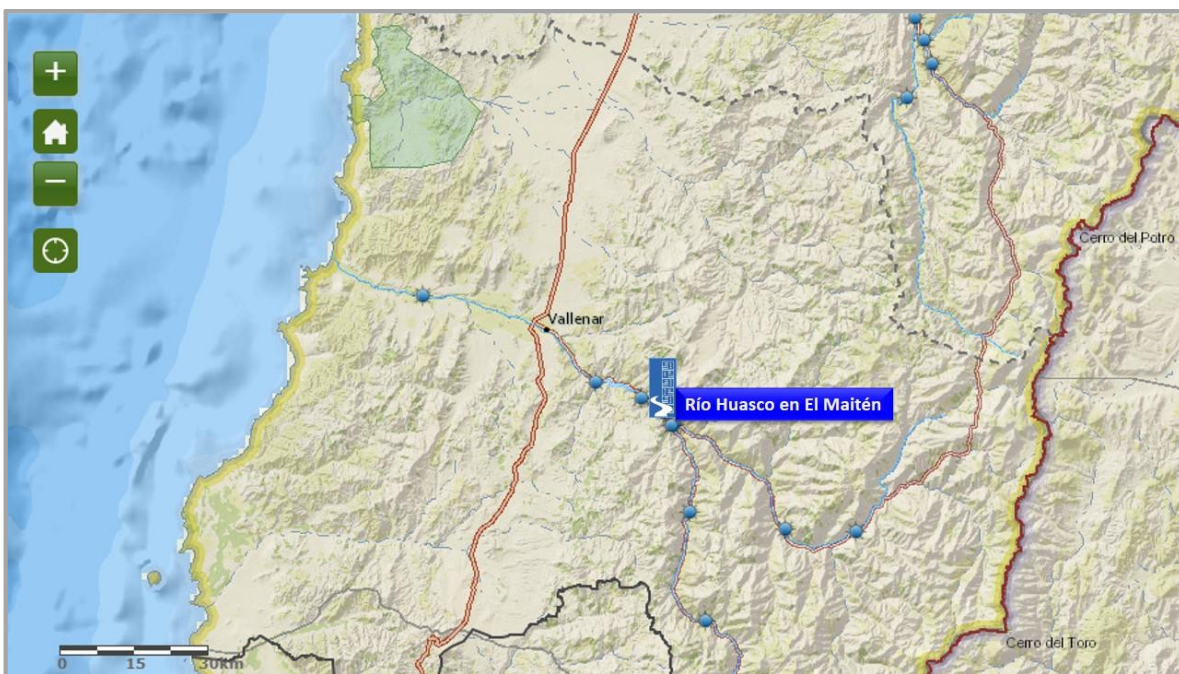 +
−
Cerro del Potro
Vallenar
Río Huasco en El Maitén
Cerro del Toro
0 15 30km